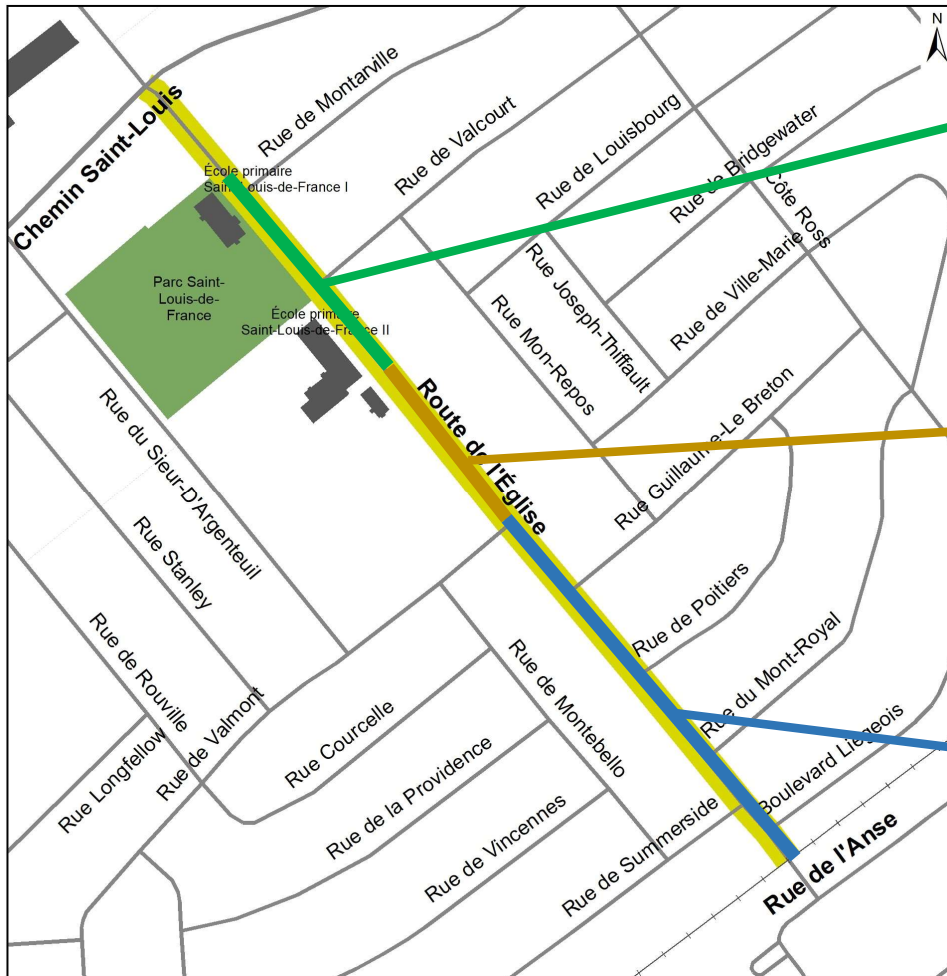 N
Rue de Montarville
Chemin Saint-Louis
Rue de Valcourt
Rue de Louisbourg
Rue de Bridgewater
École primaire
Saint-Louis-de-France I
Côte Ross
Parc Saint-
Louis-de-
France
Rue Joseph-Thiffault
Rue de Ville-Marie
École primaire
Saint-Louis-de-France II
Rue Mon-Repos
Route de l'Église
Rue Guillaume-Le Breton
Rue du Sieur-D'Argenteuil
Rue Stanley
Rue de Poitiers
Rue de Rouville
Rue du Mont-Royal
Rue de Montebello
Rue Longfellow
Rue de Valmont
Rue Courcelle
Boulevard Liégeois
Rue de la Providence
Rue de Vincennes
Rue de Summerside
Rue de l'Anse